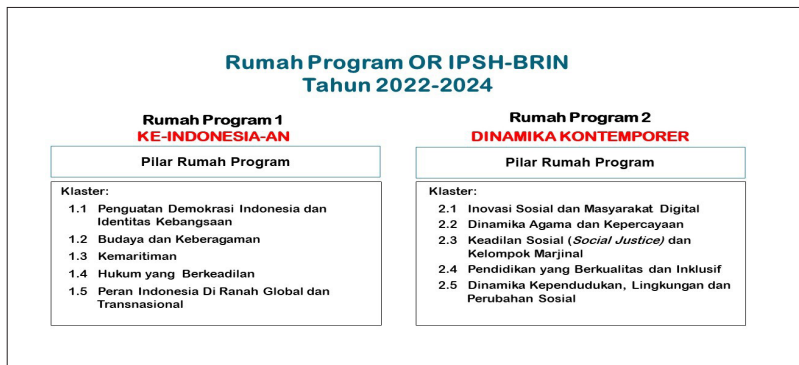 Rumah Program OR IPSH-BRIN
Tahun 2022-2024
Rumah Program 1
KE-INDONESIA-AN
Pilar Rumah Program
Klaster:
1.1 Penguatan Demokrasi Indonesia dan
Identitas Kebangsaan
1.2 Budaya dan Keberagaman
1.3 Kemaritiman
1.4 Hukum yang Berkeadilan
1.5 Peran Indonesia Di Ranah Global dan
Transnasional
Rumah Program 2
DINAMIKA KONTEMPORER
Pilar Rumah Program
Klaster:
2.1 Inovasi Sosial dan Masyarakat Digital
2.2 Dinamika Agama dan Kepercayaan
2.3 Keadilan Sosial (Social Justice) dan
Kelompok Marjinal
2.4 Pendidikan yang Berkualitas dan Inklusif
2.5 Dinamika Kependudukan, Lingkungan dan
Perubahan Sosial